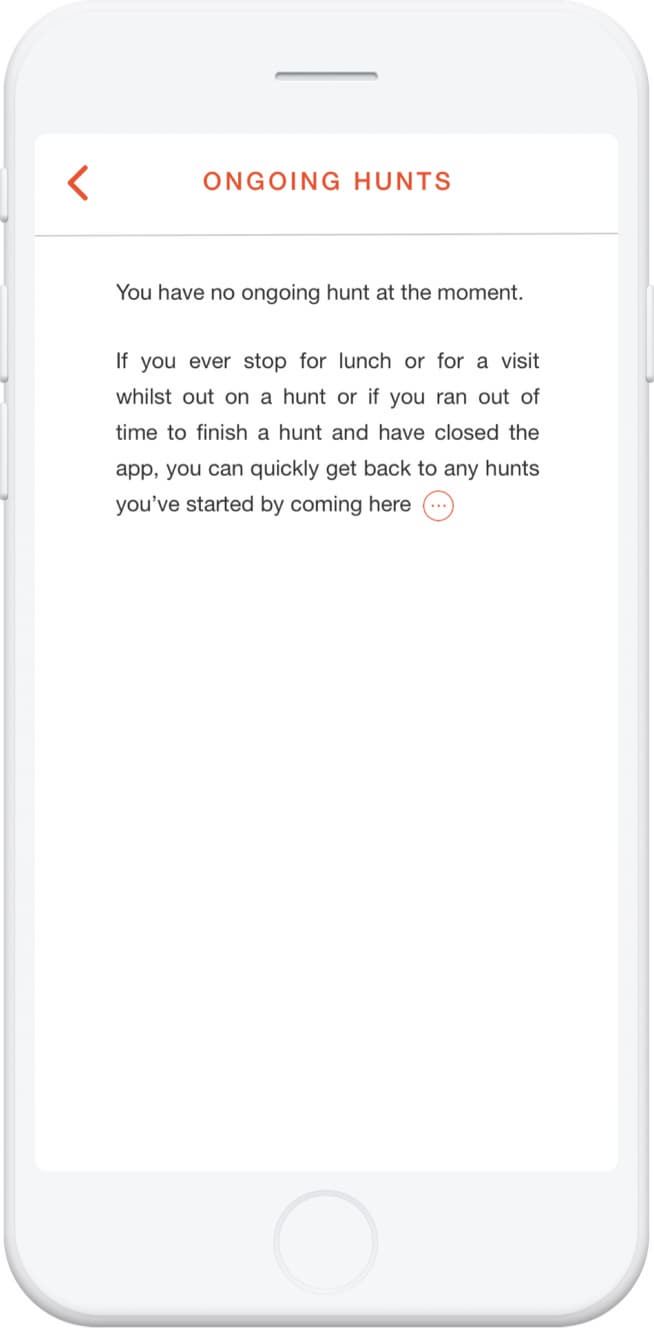 ONGOING HUNTS
You have no ongoing hunt at the moment.
If you ever stop for lunch or for a visit
whilst out on a hunt or if you ran out of
time to finish a hunt and have closed the
app, you can quickly get back to any hunts
you’ve started by coming here